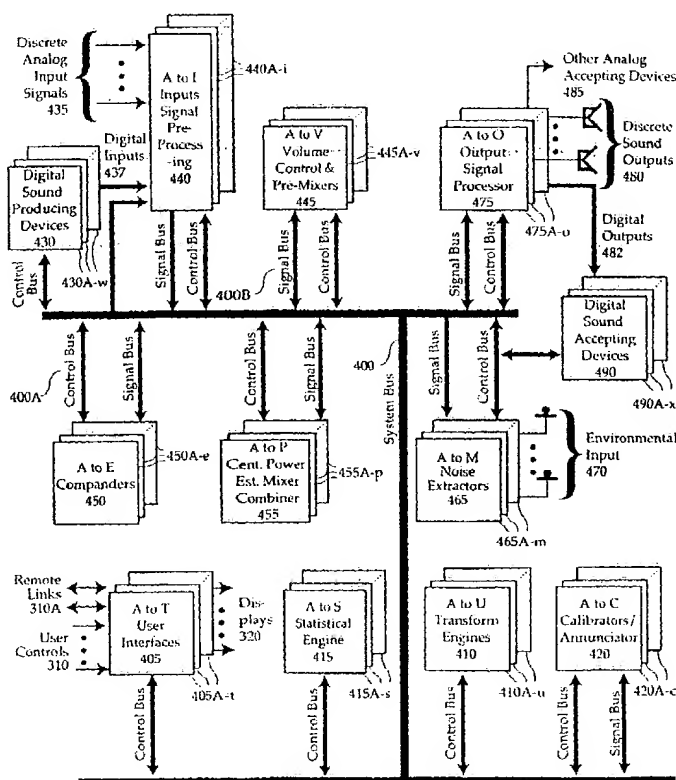 Discrete
Analog
Input
Signals
435
Digital
Inputs
437
A to I
Inputs
Signal
Pre-
Process
-ing
440
440A-i
A to V
Volume
Control &
Pre-Mixers
445
445A-v
A to O
Output
Signal
Processor
475
475A-o
Other Analog
Accepting Devices
485
Discrete
Sound
Outputs
480
Digital
Outputs
482
Digital
Sound
Producing
Devices
430
430A-w
Control
Bus
Signal Bus
Control Bus
400B
Signal Bus
Control Bus
Signal Bus
Control Bus
Digital
Sound
Accepting
Devices
490
490A-x
400A
Control Bus
Signal Bus
Control Bus
Signal Bus
400
System Bus
Signal Bus
Control Bus
A to E
Companders
450
450A-e
A to P
Cent. Power
Est. Mixer
Combiner
455
455A-p
A to M
Noise
Extractors
465
465A-m
Environmental
Input
470
Remote
Links
310A
User
Controls
310
A to T
User
Interfaces
405
405A-t
Dis-
plays
320
A to S
Statistical
Engine
415
415A-s
A to U
Transform
Engines
410
410A-u
A to C
Calibrators/
Annunciator
420
420A-c
Control Bus
Control Bus
Control Bus
Control Bus
Signal Bus